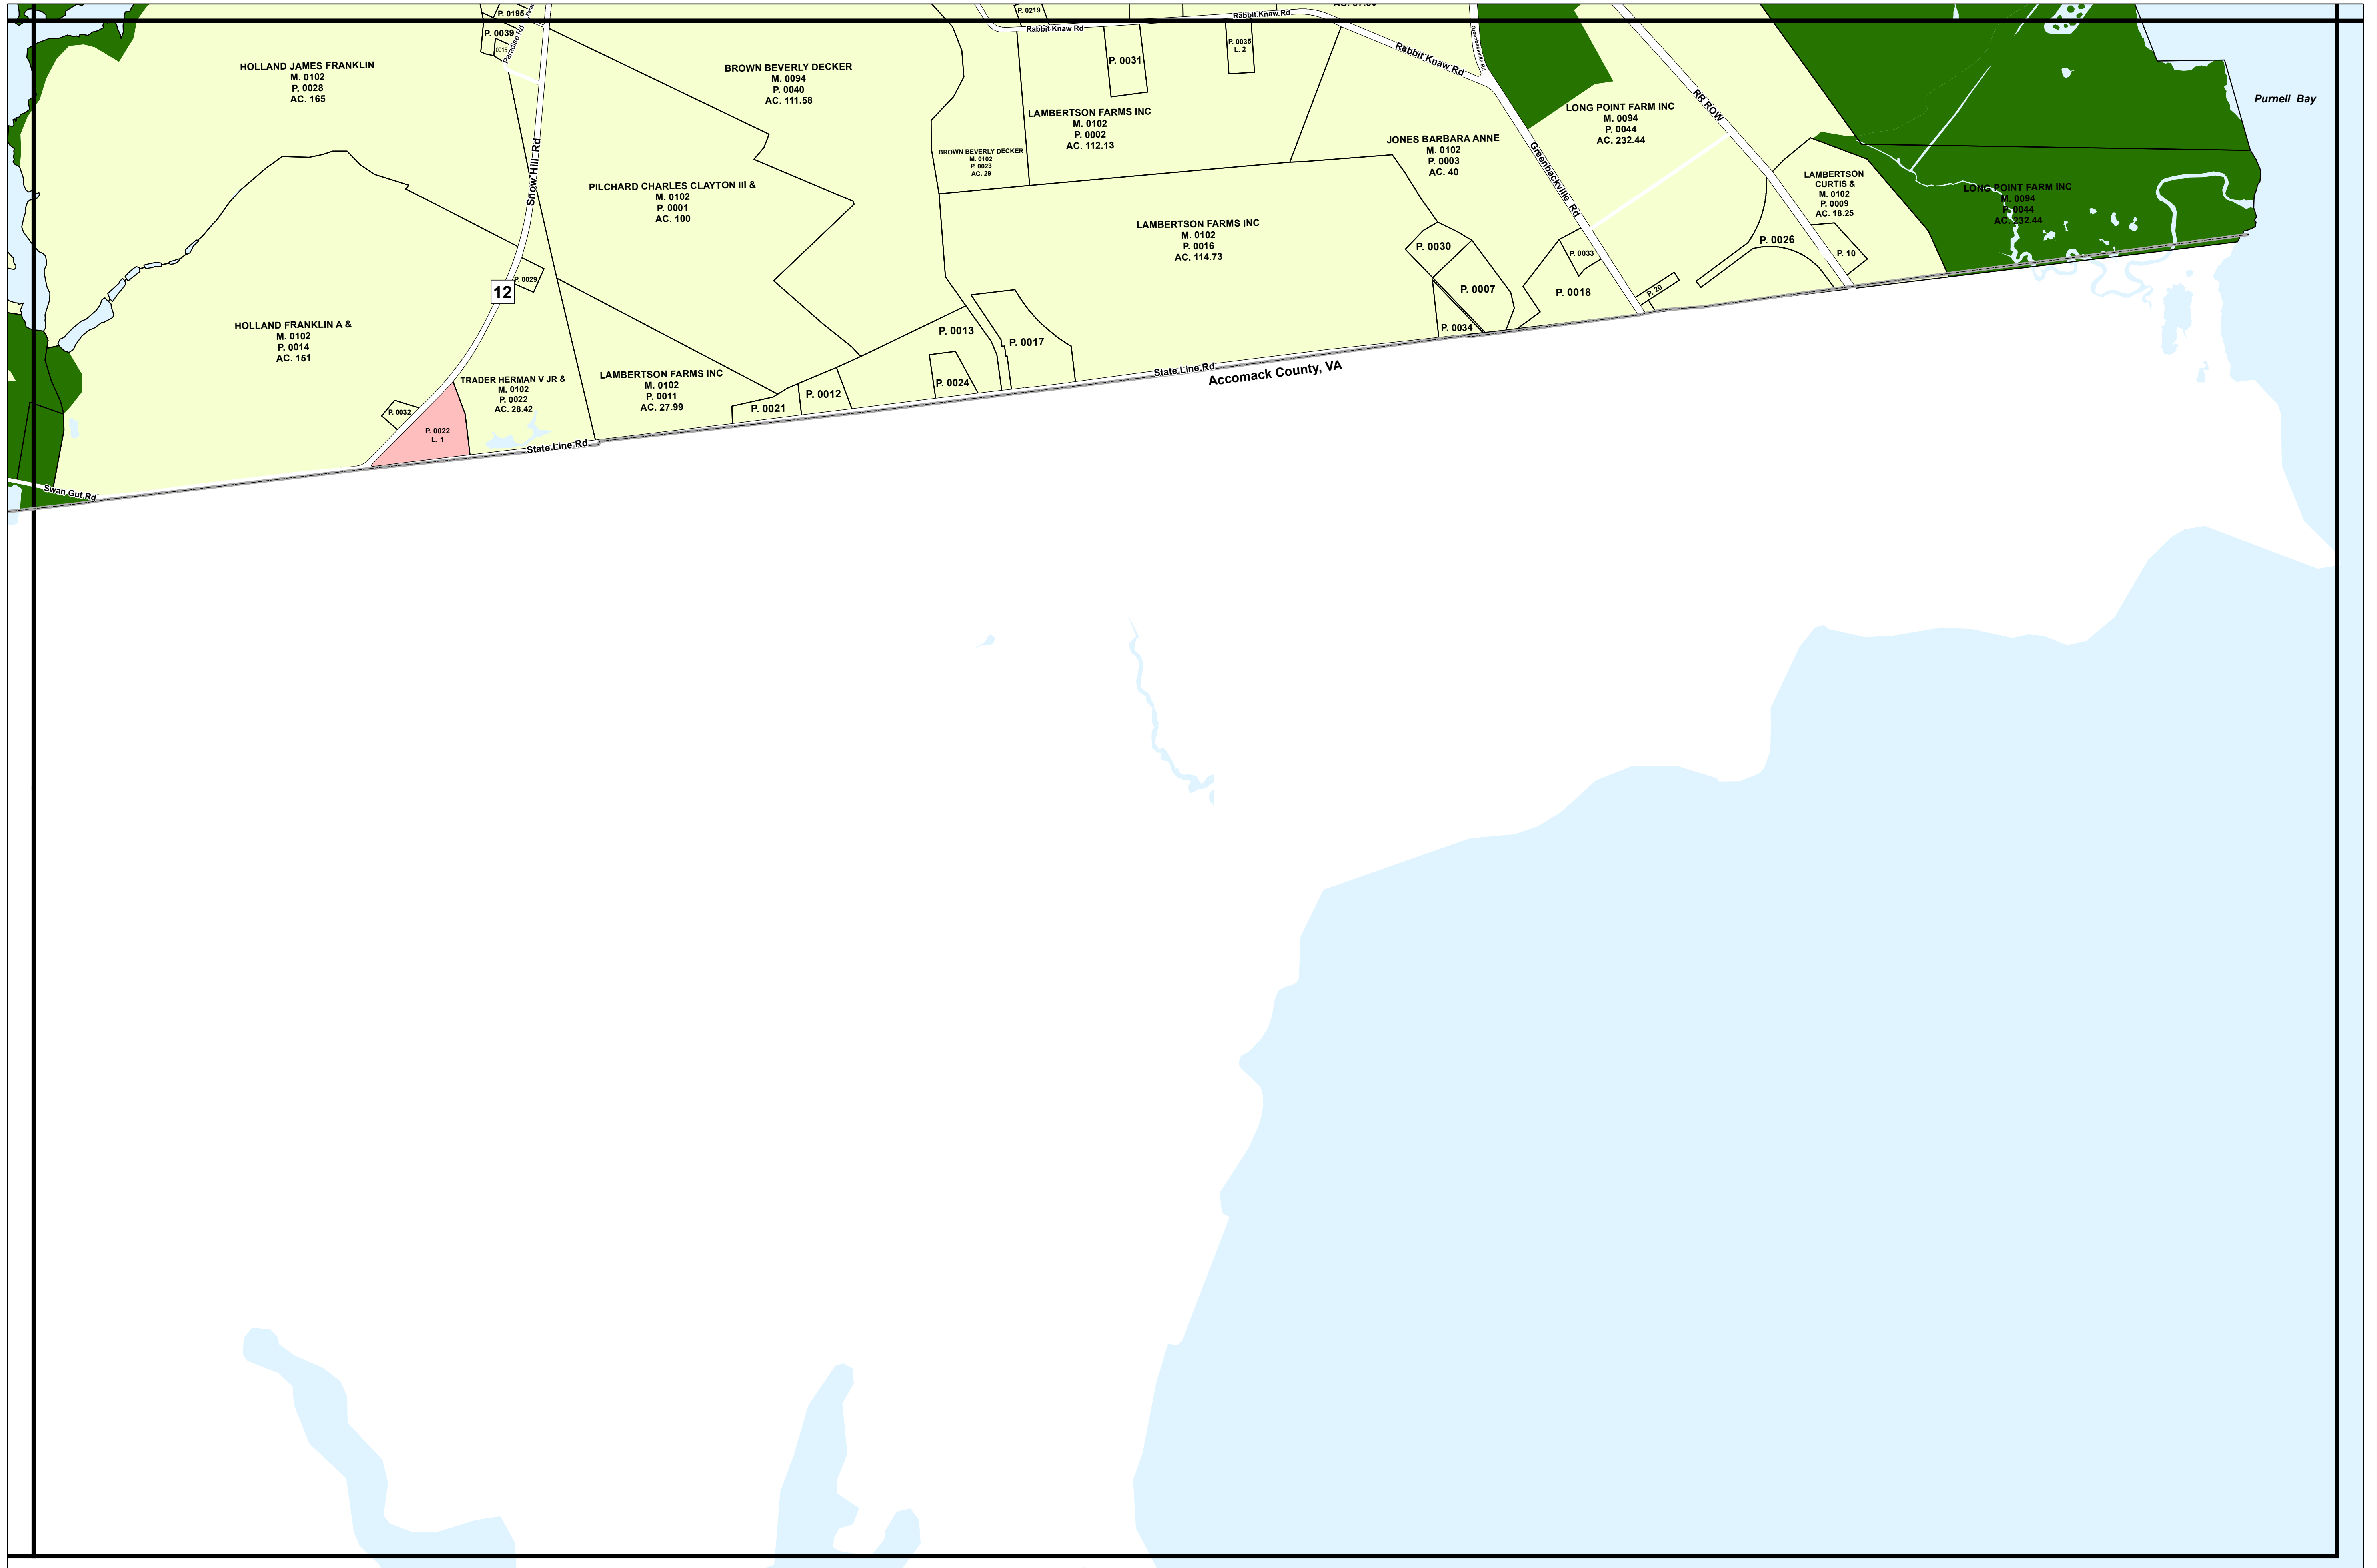 P. 0195
P. 0039
0015
Paradise Rd
P. 0219
Rabbit Knaw Rd
Rabbit Knaw Rd
Rabbit Knaw Rd
P. 0031
P. 0035
L. 2
Greenbackville Rd
HOLLAND JAMES FRANKLIN
M. 0102
P. 0028
AC. 165
BROWN BEVERLY DECKER
M. 0094
P. 0040
AC. 111.58
LAMBERTSON FARMS INC
M. 0102
P. 0002
AC. 112.13
LONG POINT FARM INC
M. 0094
P. 0044
AC. 232.44
RR ROW
Purnell Bay
BROWN BEVERLY DECKER
M. 0102
P. 0023
AC. 29
JONES BARBARA ANNE
M. 0102
P. 0003
AC. 40
Snow Hill Rd
PILCHARD CHARLES CLAYTON III &
M. 0102
P. 0001
AC. 100
Greenbackville Rd
LAMBERTSON
CURTIS &
M. 0102
P. 0009
AC. 18.25
LONG POINT FARM INC
M. 0094
P. 0044
AC. 232.44
LAMBERTSON FARMS INC
M. 0102
P. 0016
AC. 114.73
P. 0030
P. 0033
P. 0026
P. 10
P. 0029
12
P. 0007
P. 0018
P. 20
P. 0034
HOLLAND FRANKLIN A &
M. 0102
P. 0014
AC. 151
P. 0013
P. 0017
P. 0024
State Line Rd
Accomack County, VA
TRADER HERMAN V JR &
M. 0102
P. 0022
AC. 28.42
LAMBERTSON FARMS INC
M. 0102
P. 0011
AC. 27.99
P. 0012
P. 0021
P. 0032
P. 0022
L. 1
State Line Rd
Swan Gut Rd